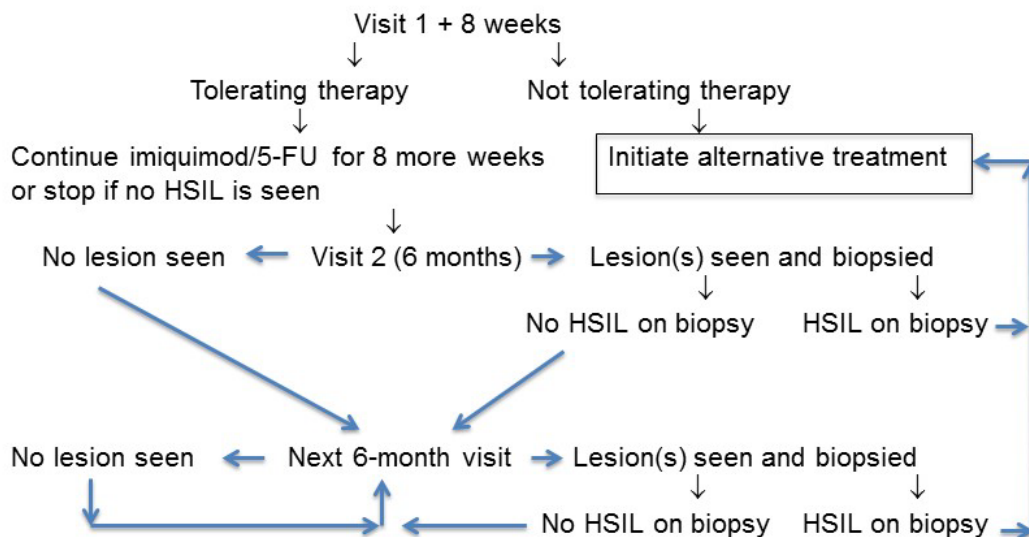 Visit 1 + 8 weeks
Tolerating therapy
Not tolerating therapy
Continue imiquimod/5-FU for 8 more weeks
or stop if no HSIL is seen
Initiate alternative treatment
No lesion seen
Visit 2 (6 months)
Lesion(s) seen and biopsied
No HSIL on biopsy
HSIL on biopsy
No lesion seen
Next 6-month visit
Lesion(s) seen and biopsied
No HSIL on biopsy
HSIL on biopsy